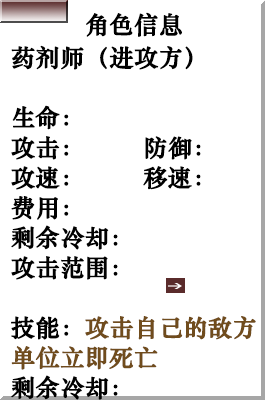 角色信息
药剂师（进攻方）
生命：
攻击： 防御：
攻速： 移速：
费用：
剩余冷却：
攻击范围：
技能：攻击自己的敌方
单位立即死亡
剩余冷却：